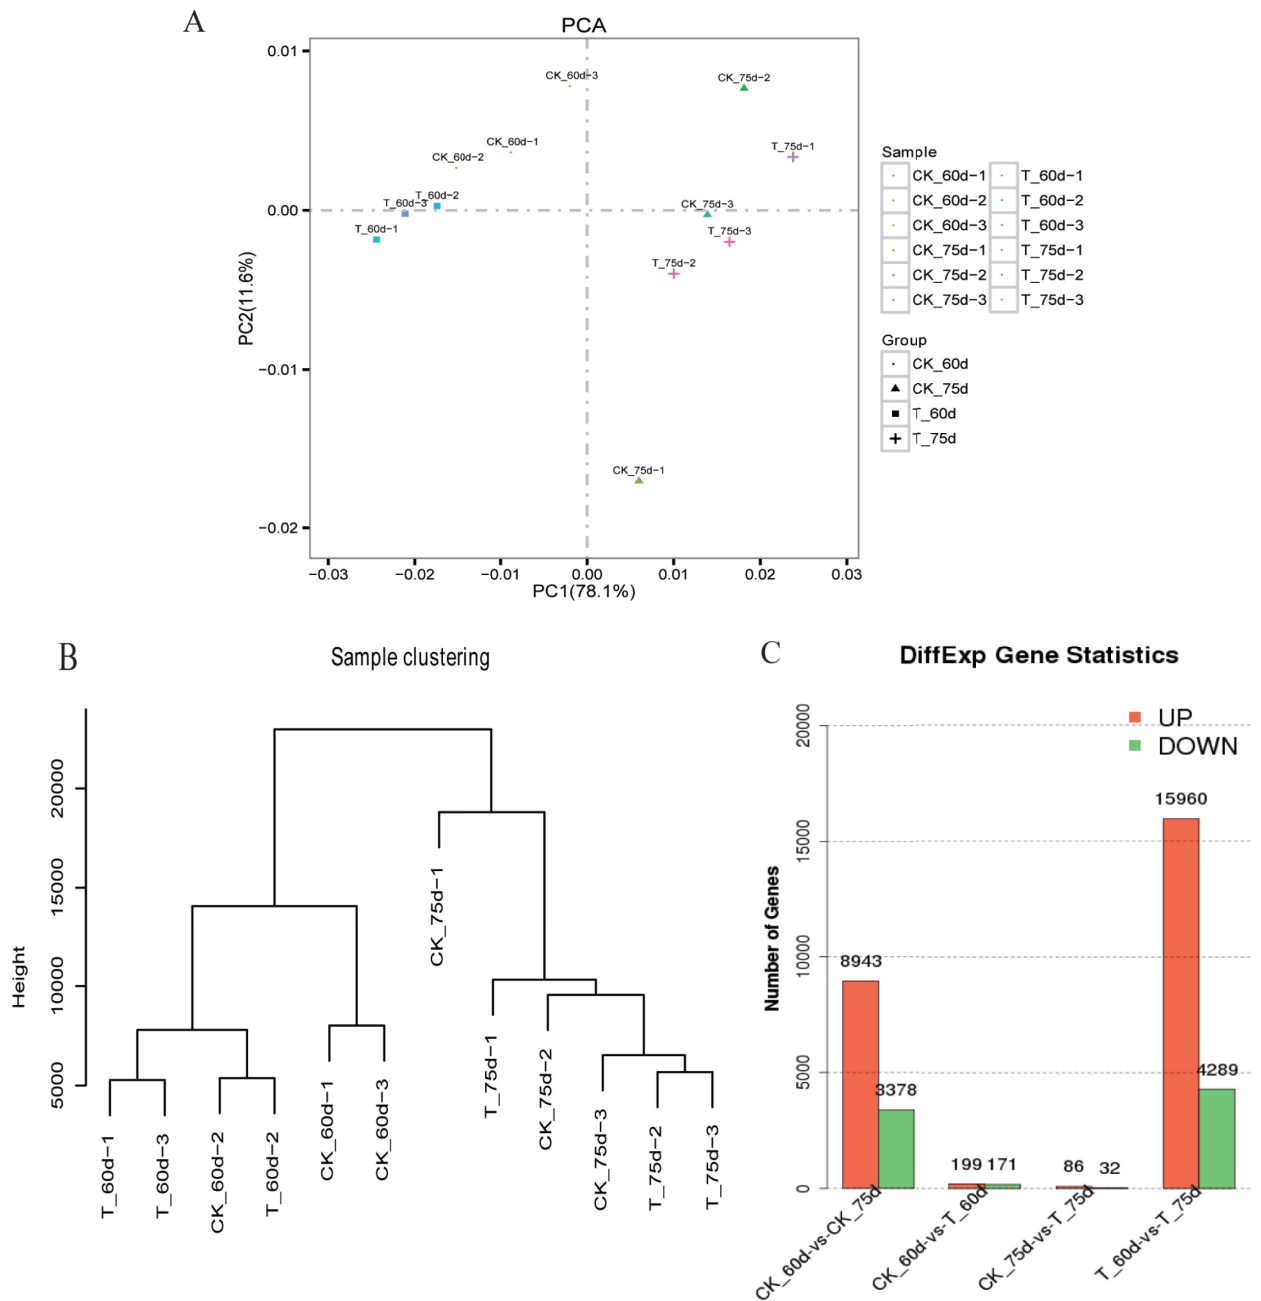 A
PCA
0.01
0.00
−0.01
−0.02
PC2(11.6%)
CK_60d−3
CK_75d−2
CK_60d−1
T_75d−1
CK_60d−2
T_60d−2
T_60d−3
CK_75d−3
T_60d−1
T_75d−3
T_75d−2
CK_75d−1
−0.03
−0.02
−0.01
0.00
0.01
0.02
0.03
PC1(78.1%)
Sample
CK_60d−1
T_60d−1
CK_60d−2
T_60d−2
CK_60d−3
T_60d−3
CK_75d−1
T_75d−1
CK_75d−2
T_75d−2
CK_75d−3
T_75d−3
Group
CK_60d
CK_75d
T_60d
T_75d
B
Sample clustering
Height
20000
15000
10000
5000
T_60d−1
T_60d−3
CK_60d−2
T_60d−2
CK_60d−1
CK_60d−3
CK_75d−1
T_75d−1
CK_75d−2
CK_75d−3
T_75d−2
T_75d−3
C
DiffExp Gene Statistics
UP
DOWN
Number of Genes
20000
15000
10000
5000
0
8943
3378
199
171
86
32
15960
4289
CK_60d-vs-CK_75d
CK_60d-vs-T_60d
CK_75d-vs-T_75d
T_60d-vs-T_75d